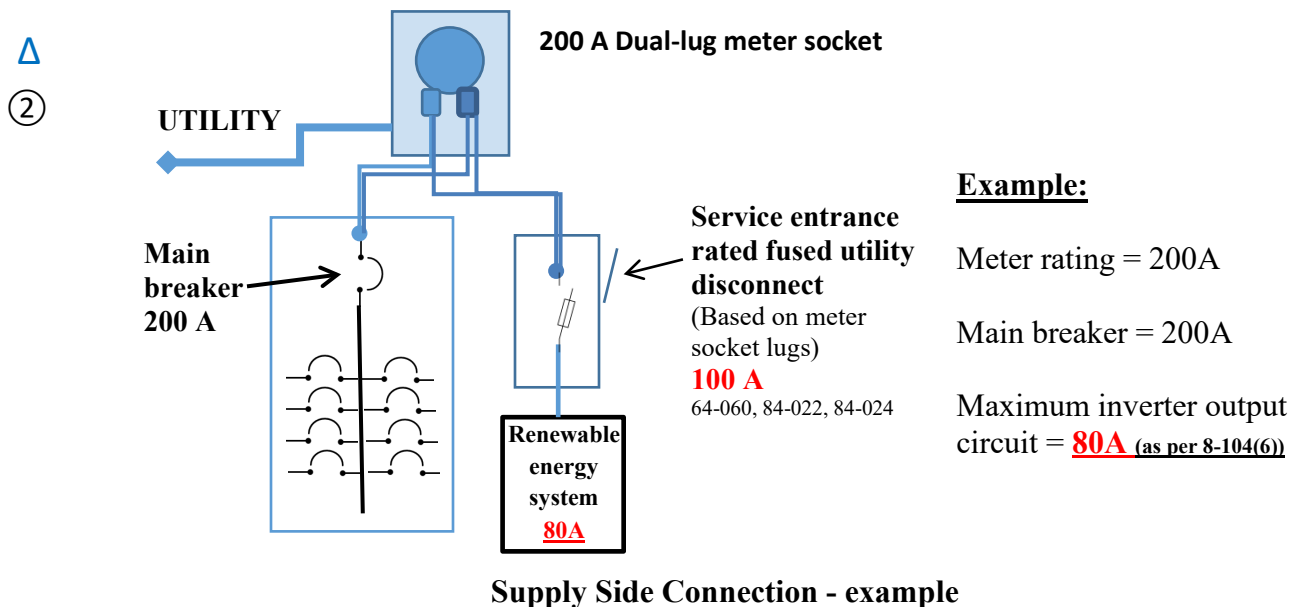 Δ
②
200 A Dual-lug meter socket
UTILITY
Main
breaker
200 A
Service entrance
rated fused utility
disconnect
(Based on meter
socket lugs)
100 A
64-060, 84-022, 84-024
Renewable
energy
system
80A
Example:
Meter rating = 200A
Main breaker = 200A
Maximum inverter output
circuit = 80A (as per 8-104(6))
Supply Side Connection - example